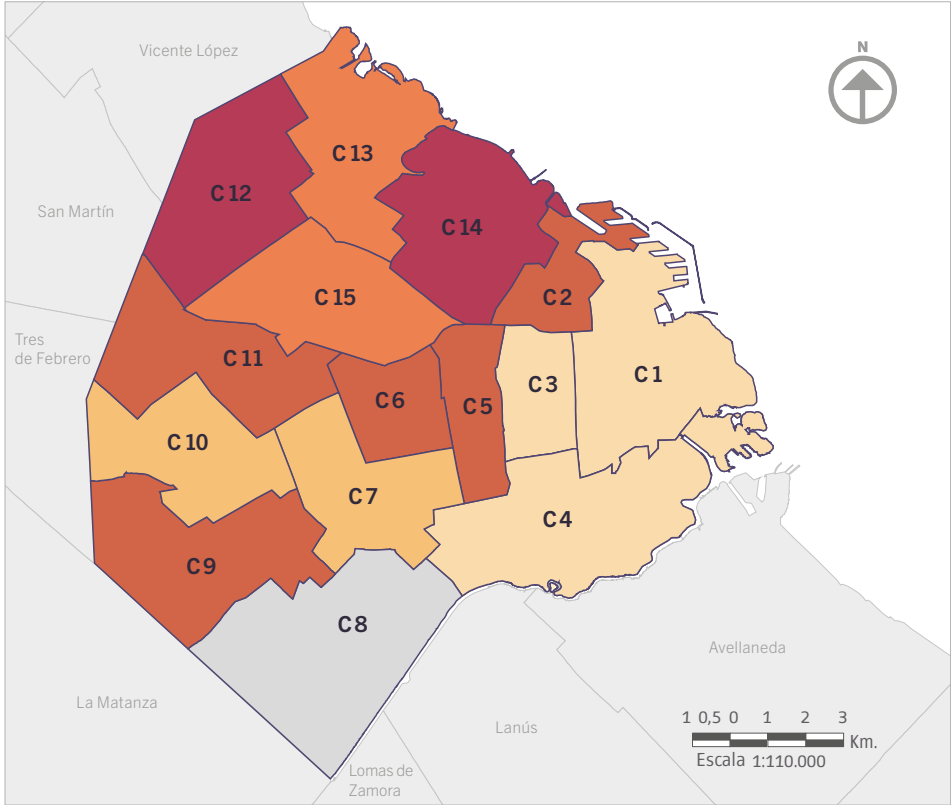 N
Vicente López
C 13
C 12
San Martín
C 14
C 15
C 2
Tres
de Febrero
C 11
C 1
C 3
C 6
C 5
C 10
C 7
C 4
C 9
C 8
Avellaneda
La Matanza
Lanús
1 0,5 0 1 2 3
Km.
Escala 1:110.000
Lomas de
Zamora